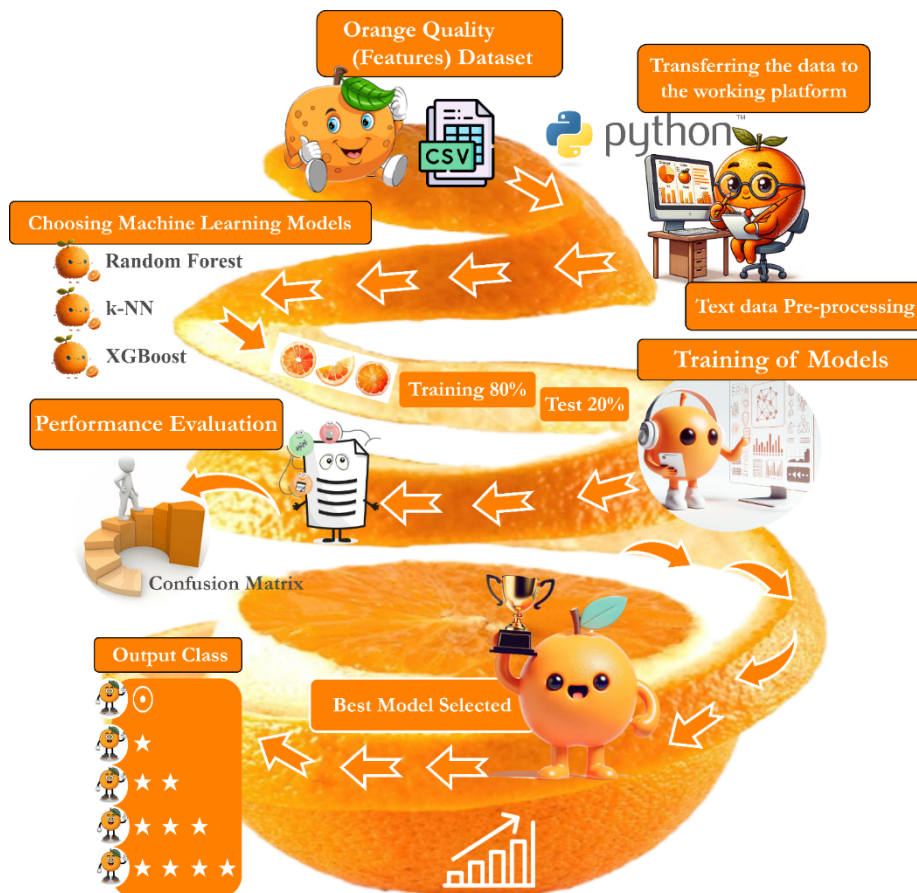 Orange Quality
(Features) Dataset
Transferring the data to
the working platform
CSV
python™
Choosing Machine Learning Models
Random Forest
k-NN
XGBoost
Text data Pre-processing
Training of Models
Training 80%
Test 20%
Performance Evaluation
Confusion Matrix
Output Class
Best Model Selected